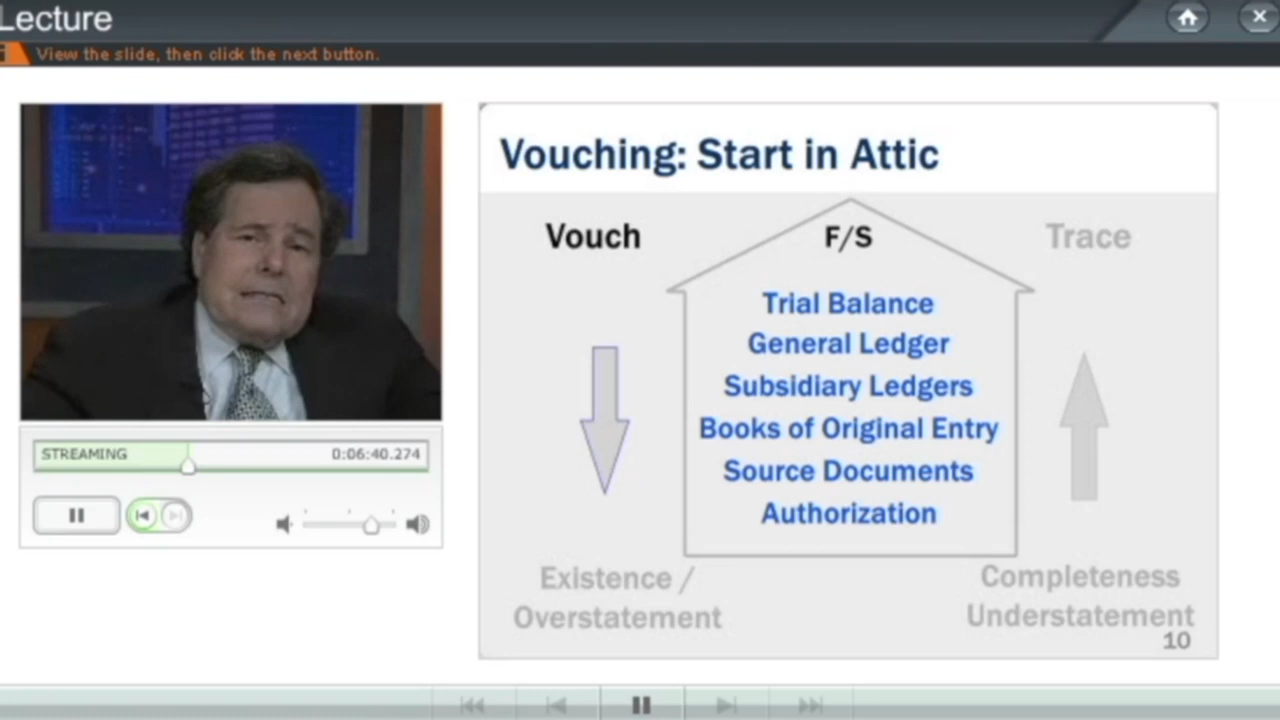 Lecture
View the slide, then click the next button.
Vouching: Start in Attic
Vouch
F/S
Trace
Trial Balance
General Ledger
Subsidiary Ledgers
Books of Original Entry
Source Documents
Authorization
STREAMING
0:06:40.274
Existence /
Overstatement
Completeness
Understatement
10